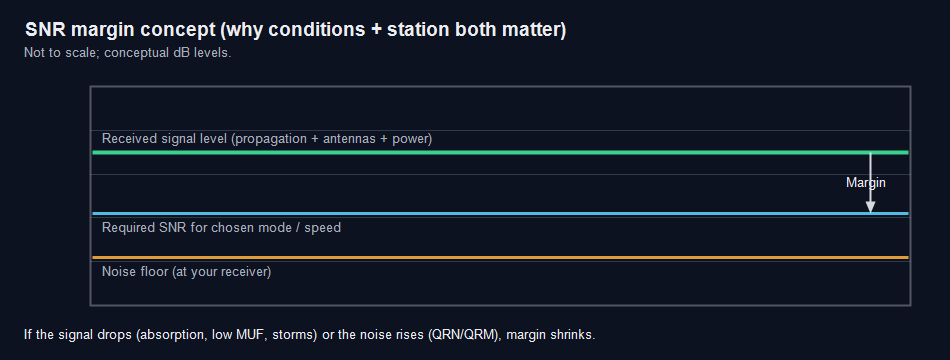 SNR margin concept (why conditions + station both matter)
Not to scale; conceptual dB levels.
Received signal level (propagation + antennas + power)
Margin
Required SNR for chosen mode / speed
Noise floor (at your receiver)
If the signal drops (absorption, low MUF, storms) or the noise rises (QRN/QRM), margin shrinks.